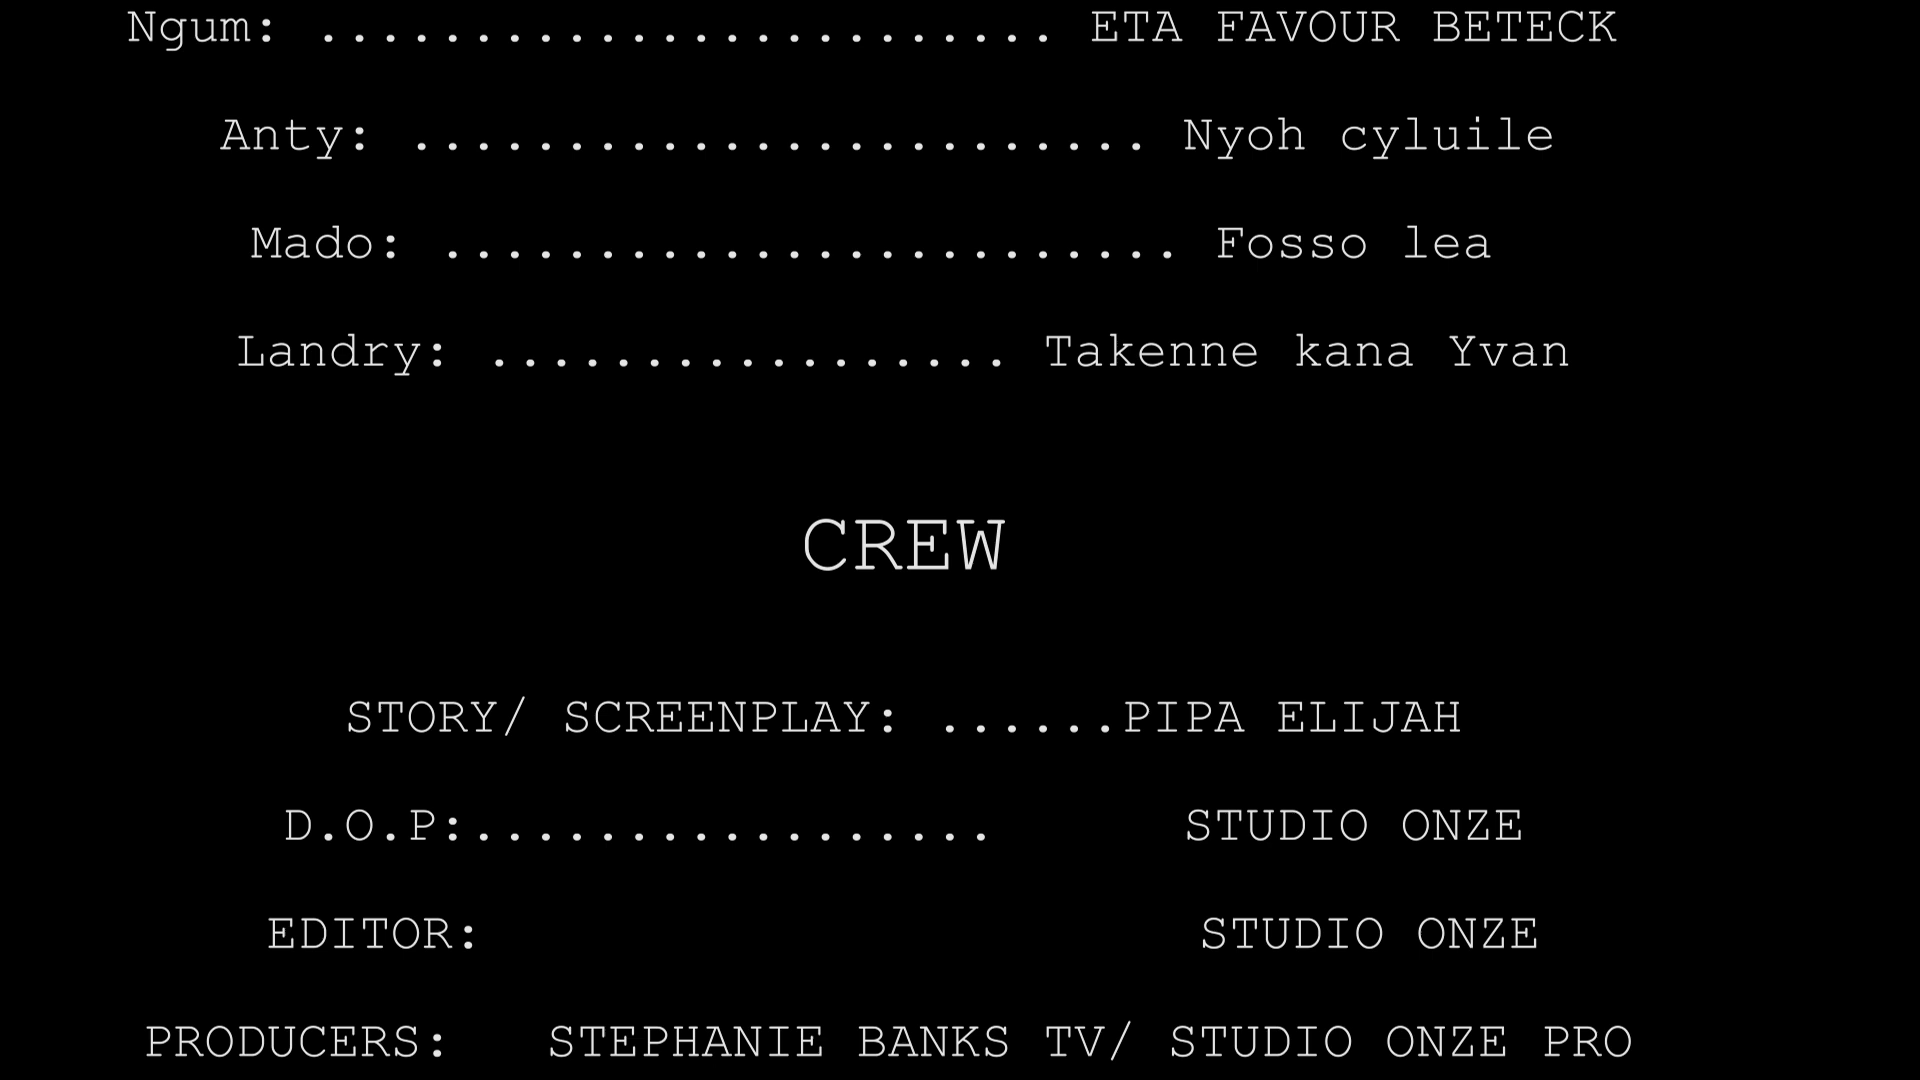 Ngum: ........................ ETA FAVOUR BETECK
Anty: ........................ Nyoh cyluile
Mado: ........................ Fosso lea
Landry: ................. Takenne kana Yvan
CREW
STORY/ SCREENPLAY: ......PIPA ELIJAH
D.O.P:................. STUDIO ONZE
EDITOR: STUDIO ONZE
PRODUCERS: STEPHANIE BANKS TV/ STUDIO ONZE PRO